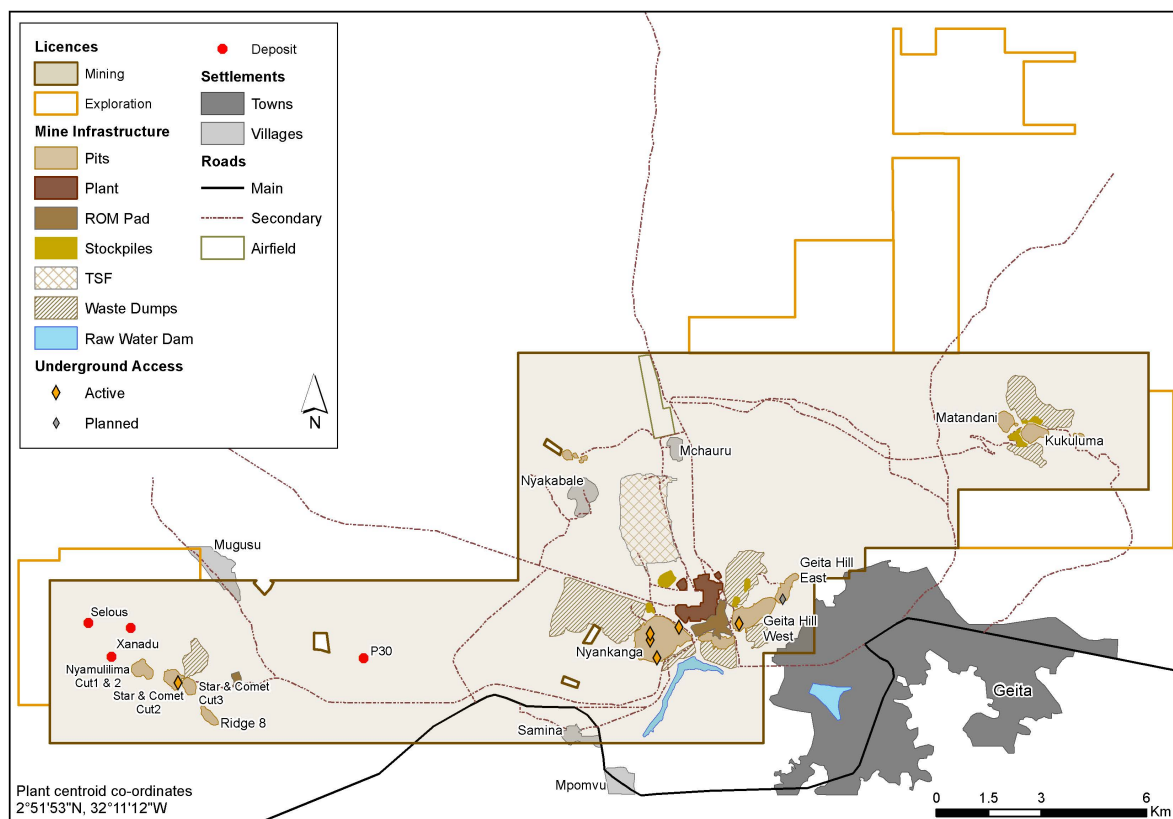 Licences
Mining
Exploration
Mine Infrastructure
Pits
Plant
ROM Pad
Stockpiles
TSF
Waste Dumps
Raw Water Dam
Underground Access
Active
Planned
Deposit
Settlements
Towns
Villages
Roads
Main
Secondary
Airfield
N
Matandani
Kukuluma
Mchauru
Nyakabale
Mugusu
Geita Hill
East
Geita Hill
West
Nyankanga
Selous
Xanadu
P30
Nyamulilima
Cut1 & 2
Star & Comet
Cut2
Star & Comet
Cut3
Ridge 8
Samina
Geita
Mpomvu
Plant centroid co-ordinates
2°51'53"N, 32°11'12"W
0 1.5 3 6
Km